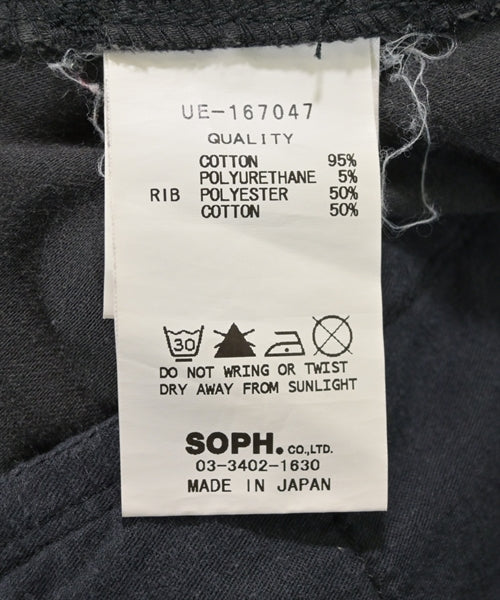 UE-167047
QUALITY
COTTON 95%
POLYURETHANE 5%
RIB POLYESTER 50%
COTTON 50%
30
DO NOT WRING OR TWIST
DRY AWAY FROM SUNLIGHT
SOPH. CO.,LTD.
03-3402-1630
MADE IN JAPAN